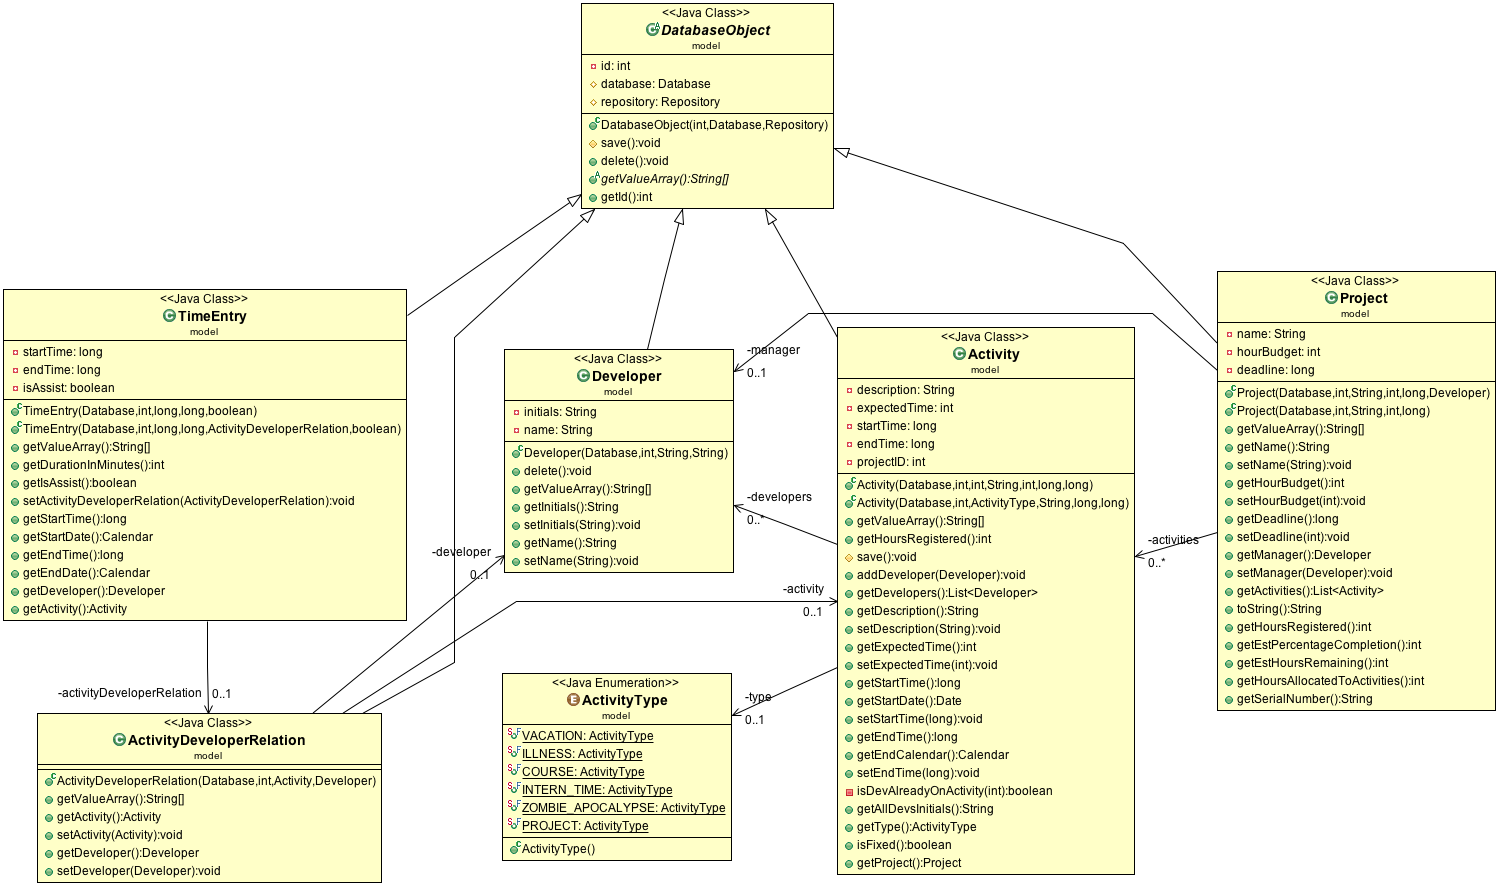 <<Java Class>>
DatabaseObject
model
id: int
database: Database
repository: Repository
DatabaseObject(int,Database,Repository)
save():void
delete():void
getValueArray():String[]
getId():int
<<Java Class>>
TimeEntry
model
startTime: long
endTime: long
isAssist: boolean
TimeEntry(Database,int,long,long,boolean)
TimeEntry(Database,int,long,long,ActivityDeveloperRelation,boolean)
getValueArray():String[]
getDurationInMinutes():int
getIsAssist():boolean
setActivityDeveloperRelation(ActivityDeveloperRelation):void
getStartTime():long
getStartDate():Calendar
getEndTime():long
getEndDate():Calendar
getDeveloper():Developer
getActivity():Activity
<<Java Class>>
Developer
model
initials: String
name: String
Developer(Database,int,String,String)
delete():void
getValueArray():String[]
getInitials():String
setInitials(String):void
getName():String
setName(String):void
-manager
0..1
-developers
0..*
-developer
0..1
-activity
0..1
-type
0..1
-activities
0..*
-activityDeveloperRelation
0..1
<<Java Class>>
Activity
model
description: String
expectedTime: int
startTime: long
endTime: long
projectID: int
Activity(Database,int,int,String,int,long,long)
Activity(Database,int,ActivityType,String,long,long)
getValueArray():String[]
getHoursRegistered():int
save():void
addDeveloper(Developer):void
getDevelopers():List<Developer>
getDescription():String
setDescription(String):void
getExpectedTime():int
setExpectedTime(int):void
getStartTime():long
getStartDate():Date
setStartTime(long):void
getEndTime():long
getEndCalendar():Calendar
setEndTime(long):void
isDevAlreadyOnActivity(int):boolean
getAllDevsInitials():String
getType():ActivityType
isFixed():boolean
getProject():Project
<<Java Class>>
Project
model
name: String
hourBudget: int
deadline: long
Project(Database,int,String,int,long,Developer)
Project(Database,int,String,int,long)
getValueArray():String[]
getName():String
setName(String):void
getHourBudget():int
setHourBudget(int):void
getDeadline():long
setDeadline(int):void
getManager():Developer
setManager(Developer):void
getActivities():List<Activity>
toString():String
getHoursRegistered():int
getEstPercentageCompletion():int
getEstHoursRemaining():int
getHoursAllocatedToActivities():int
getSerialNumber():String
<<Java Class>>
ActivityDeveloperRelation
model
ActivityDeveloperRelation(Database,int,Activity,Developer)
getValueArray():String[]
getActivity():Activity
setActivity(Activity):void
getDeveloper():Developer
setDeveloper(Developer):void
<<Java Enumeration>>
ActivityType
model
VACATION: ActivityType
ILLNESS: ActivityType
COURSE: ActivityType
INTERN_TIME: ActivityType
ZOMBIE_APOCALYPSE: ActivityType
PROJECT: ActivityType
ActivityType()